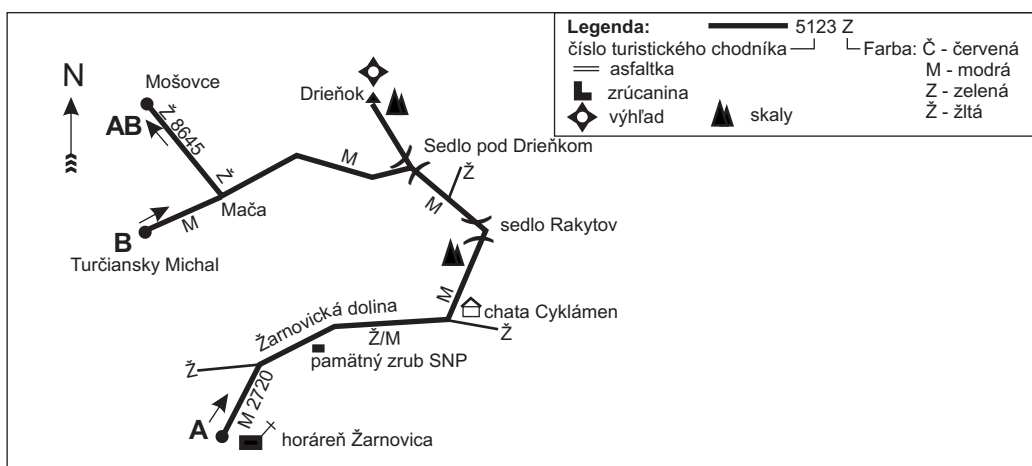 Legenda:
5123 Z
číslo turistického chodníka
Farba: Č - červená
M - modrá
Z - zelená
Ž - žltá
asfaltka
zrúcanina
výhľad
skaly
N
Mošovce
Drieňok
AB
Ž 8645
Sedlo pod Drieňkom
M
Ž
Ž
Mača
M
M
sedlo Rakytov
B
Turčiansky Michal
M
chata Cyklámen
Žarnovická dolina
Ž/M
Ž
pamätný zrub SNP
Ž
M 2720
A
horáreň Žarnovica